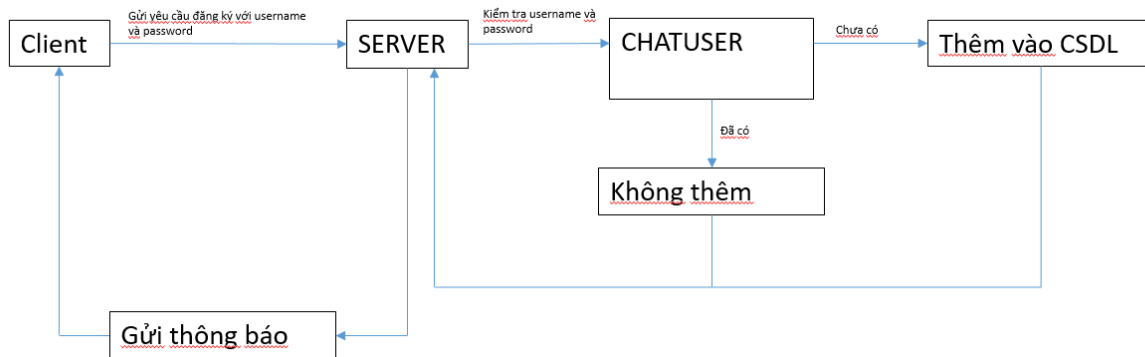 Gửi yêu cầu đăng ký với username
và password
Kiểm tra username và
password
Client
SERVER
CHATUSER
Chưa có
Thêm vào CSDL
Đã có
Không thêm
Gửi thông báo